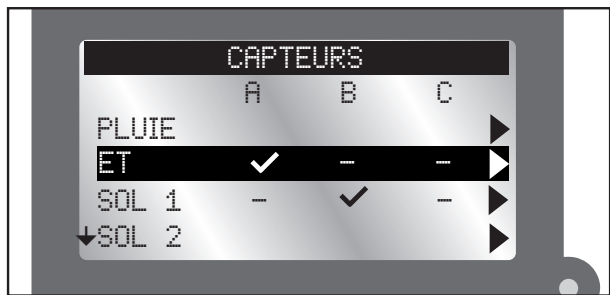 CAPTEURS
A B C
PLUIE
ET ✓ – –
SOL 1 – ✓ –
SOL 2